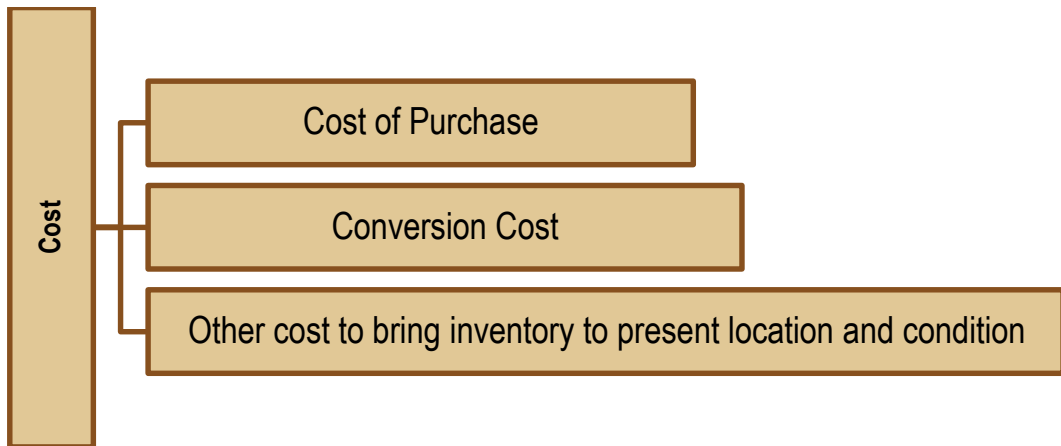 Cost
Cost of Purchase
Conversion Cost
Other cost to bring inventory to present location and condition